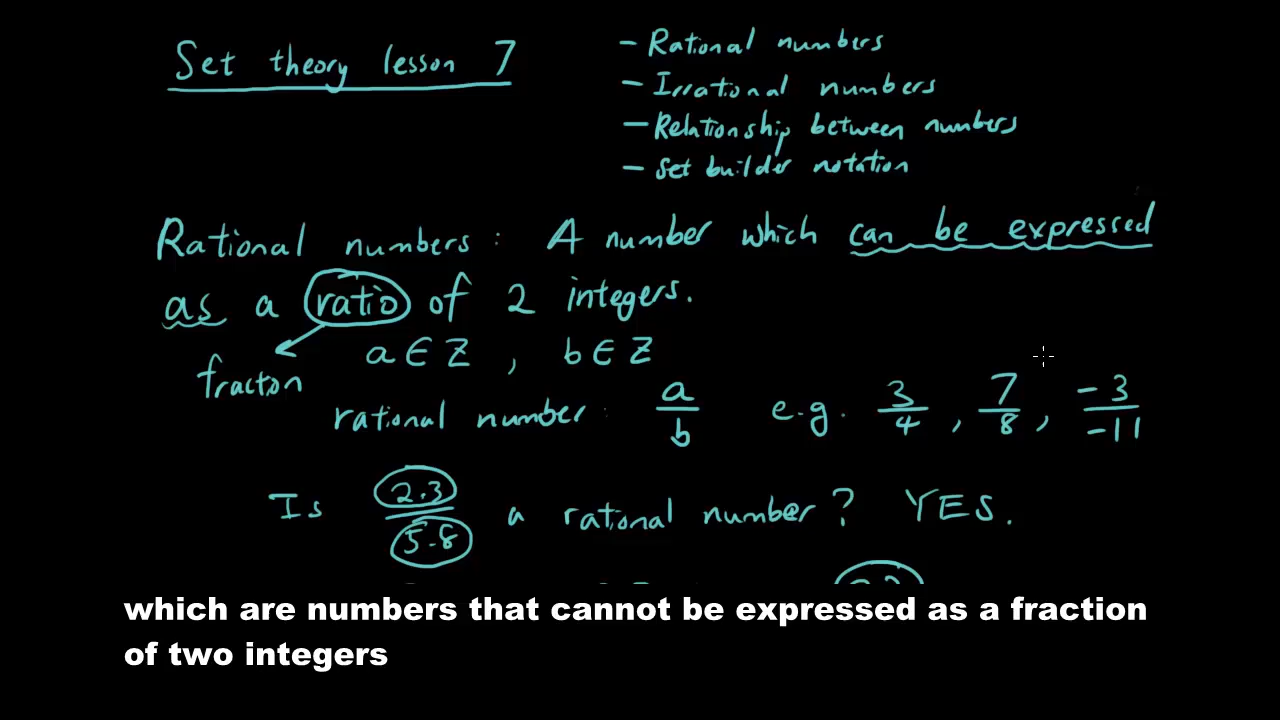 Set theory lesson 7
- Rational numbers
- Irrational numbers
- Relationship between numbers
- Set builder notation
Rational numbers: A number which can be expressed
as a ratio of 2 integers.
fraction
a ∈ Z , b ∈ Z
rational number: a/b e.g. 3/4, 7/8, -3/-11
Is 2.3/5.8 a rational number? YES.
which are numbers that cannot be expressed as a fraction
of two integers